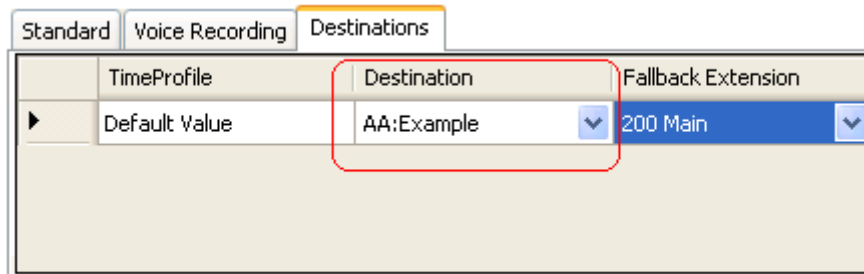 Standard Voice Recording Destinations
TimeProfile Destination Fallback Extension
Default Value AA:Example 200 Main